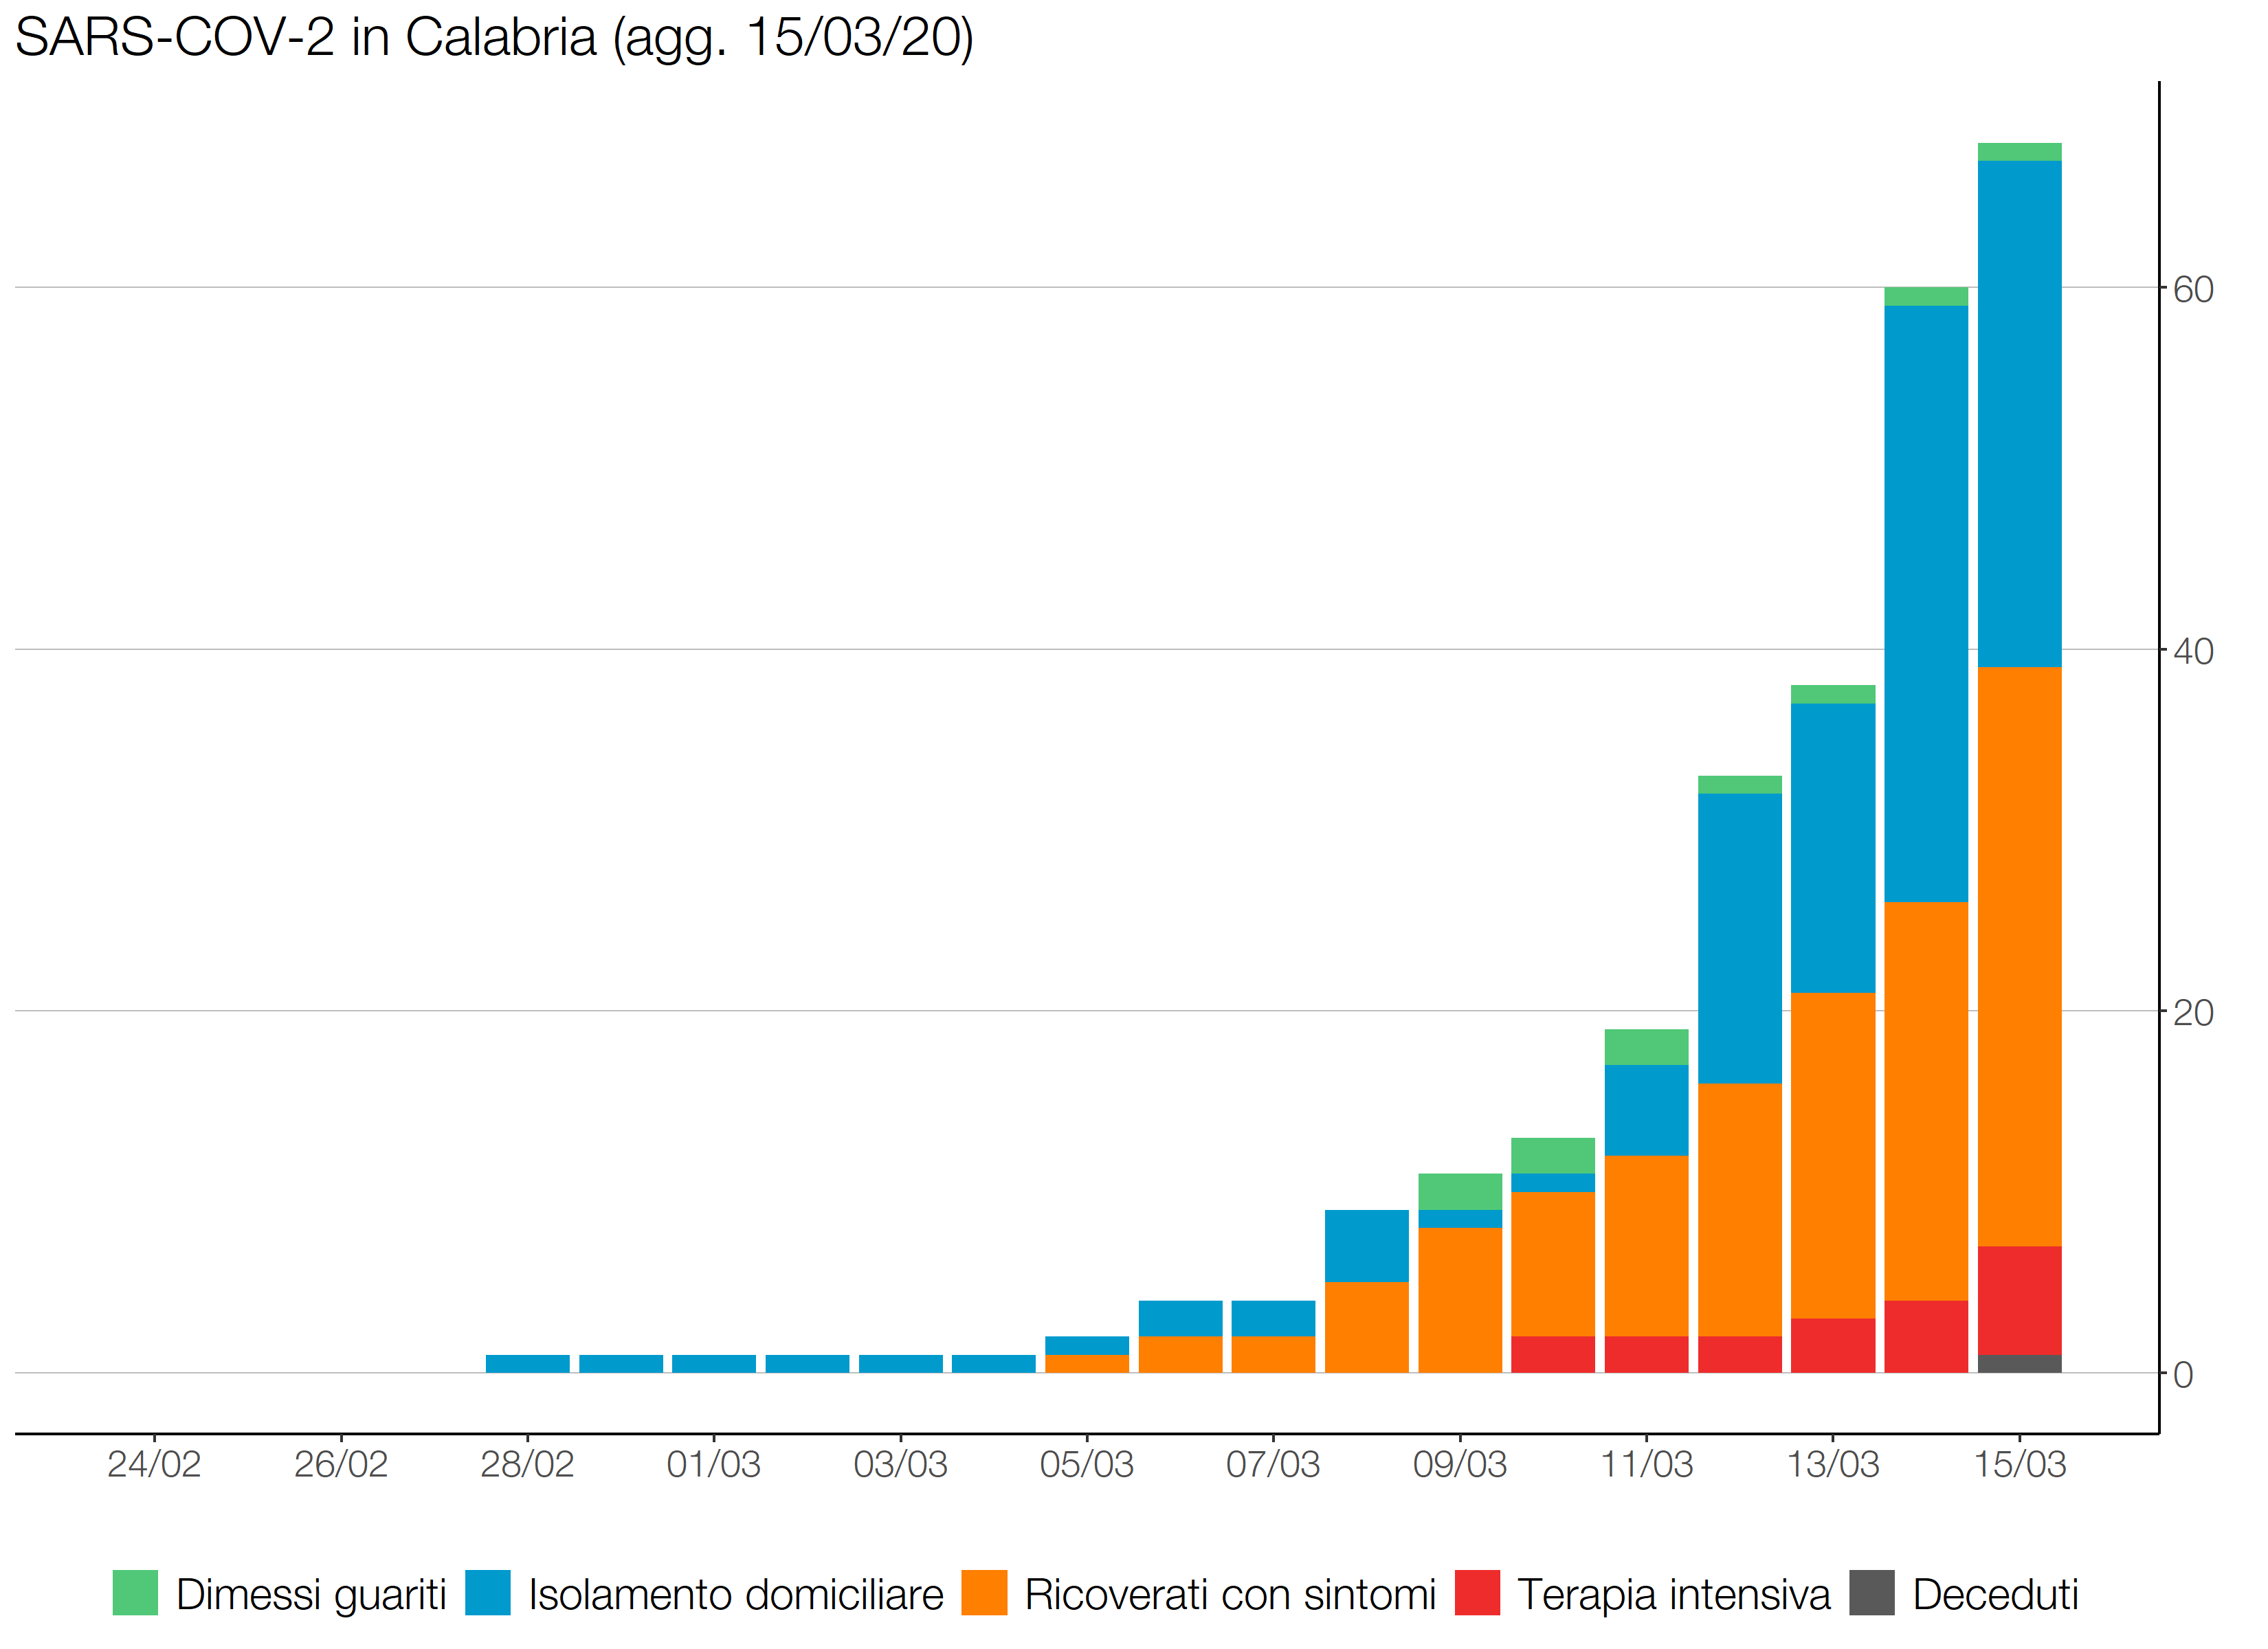 SARS-COV-2 in Calabria (agg. 15/03/20)
60
40
20
0
24/02 26/02 28/02 01/03 03/03 05/03 07/03 09/03 11/03 13/03 15/03
Dimessi guariti Isolamento domiciliare Ricoverati con sintomi Terapia intensiva Deceduti